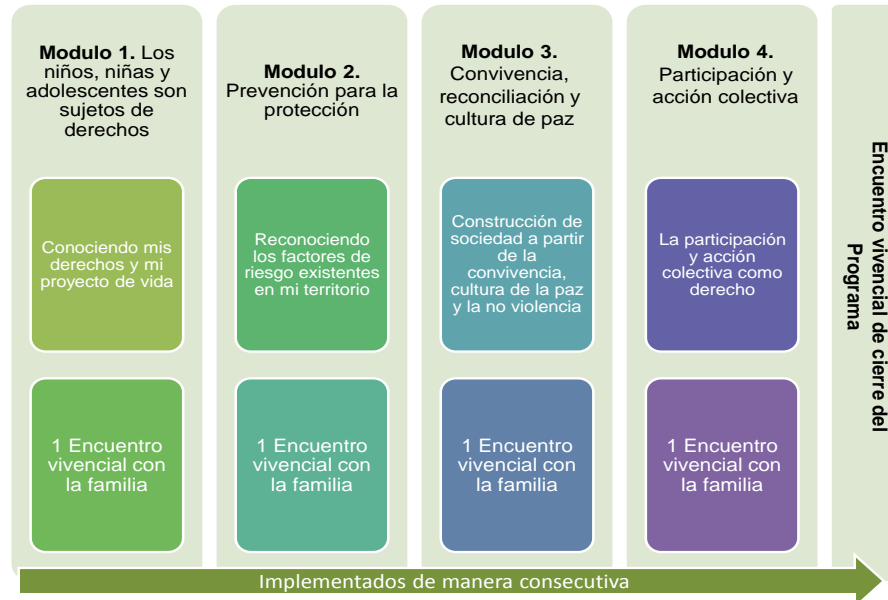 Modulo 1. Los
niños, niñas y
adolescentes son
sujetos de
derechos
Conociendo mis
derechos y mi
proyecto de vida
1 Encuentro
vivencial con
la familia
Modulo 2.
Prevención para la
protección
Reconociendo
los factores de
riesgo existentes
en mi territorio
1 Encuentro
vivencial con
la familia
Modulo 3.
Convivencia,
reconciliación y
cultura de paz
Construcción de
sociedad a partir
de la
convivencia,
cultura de la paz
y la no violencia
1 Encuentro
vivencial con
la familia
Modulo 4.
Participación y
acción colectiva
La participación
y acción
colectiva como
derecho
1 Encuentro
vivencial con
la familia
Encuentro vivencial de cierre del
Programa
Implementados de manera consecutiva